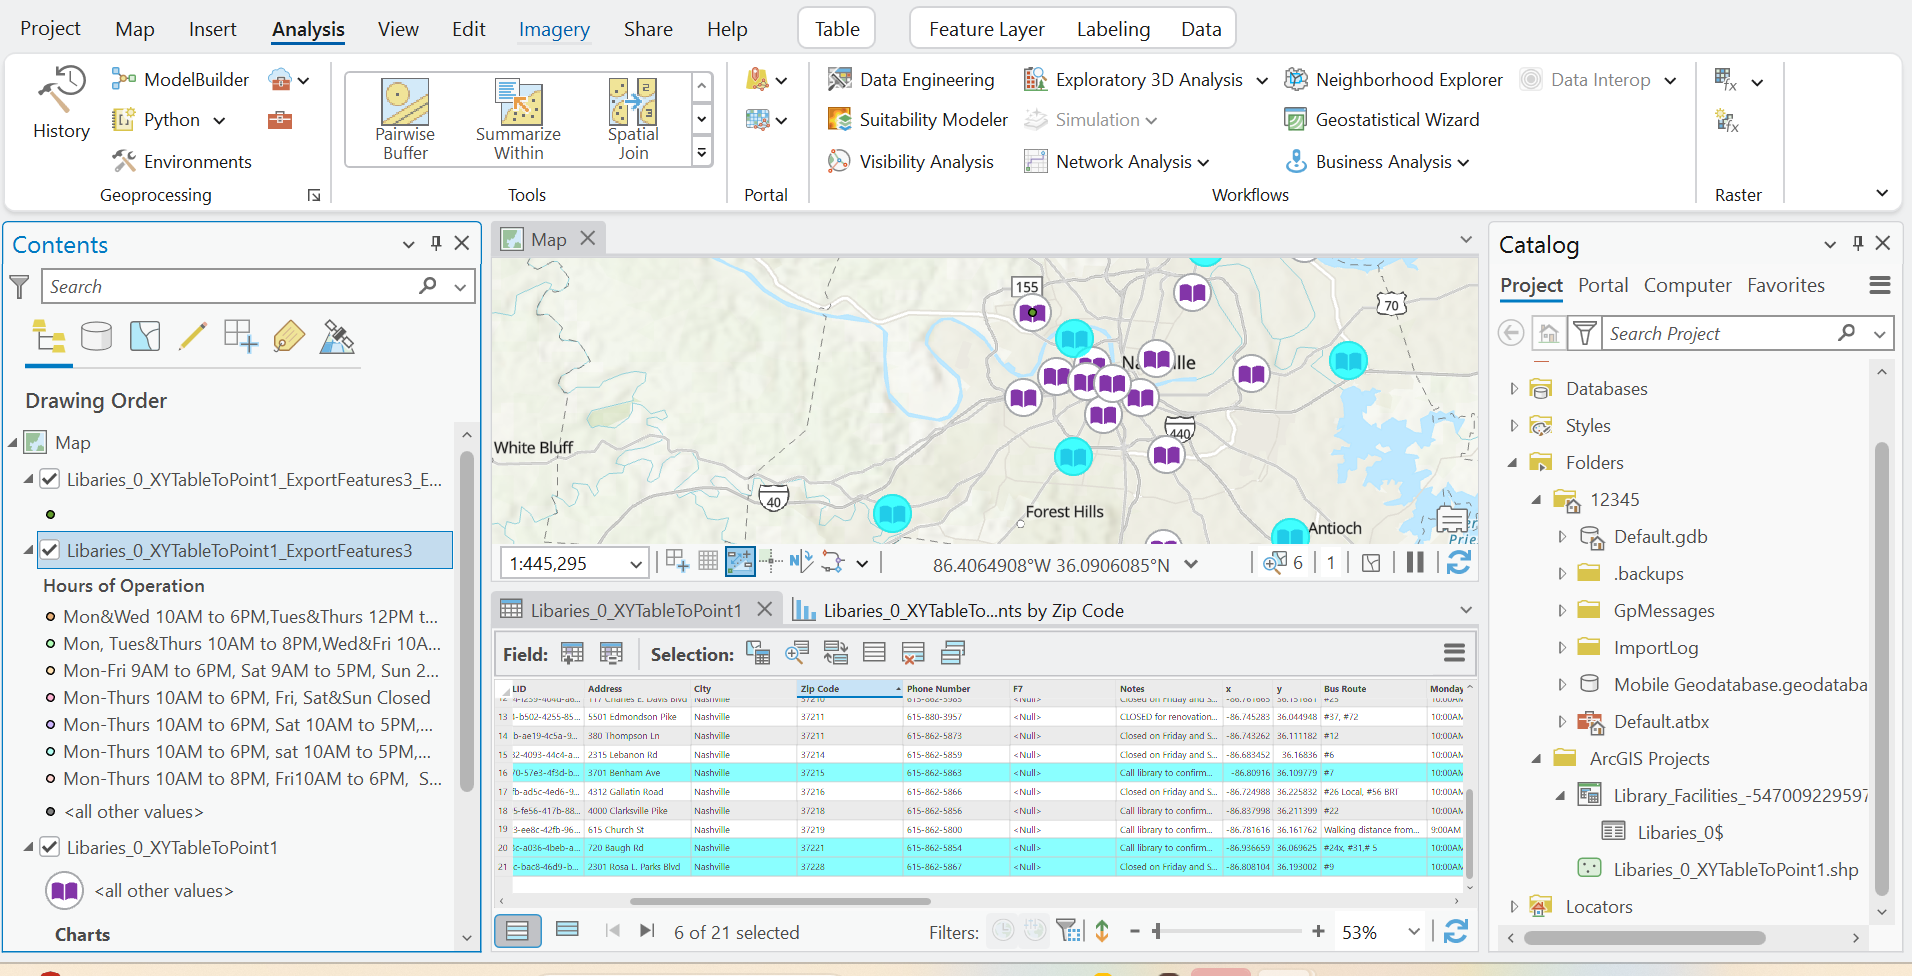 Project Map Insert Analysis View Edit Imagery Share Help Table Feature Layer Labeling Data
History
ModelBuilder
Python
Environments
Geoprocessing
Pairwise Buffer
Summarize Within
Spatial Join
Tools
Portal
Data Engineering
Suitability Modeler
Visibility Analysis
Exploratory 3D Analysis
Simulation
Network Analysis
Neighborhood Explorer
Geostatistical Wizard
Business Analysis
Data Interop
Workflows
Raster
Contents
Search
Drawing Order
Map
Libaries_0_XYTableToPoint1_ExportFeatures3_E...
Libaries_0_XYTableToPoint1_ExportFeatures3
Hours of Operation
Mon&Wed 10AM to 6PM,Tues&Thurs 12PM t...
Mon, Tues&Thurs 10AM to 8PM,Wed&Fri 10A...
Mon-Fri 9AM to 6PM, Sat 9AM to 5PM, Sun 2...
Mon-Thurs 10AM to 6PM, Fri, Sat&Sun Closed
Mon-Thurs 10AM to 6PM, Sat 10AM to 5PM,...
Mon-Thurs 10AM to 6PM, sat 10AM to 5PM,...
Mon-Thurs 10AM to 8PM, Fri10AM to 6PM, S...
<all other values>
Libaries_0_XYTableToPoint1
<all other values>
Charts
Map
155
70
440
40
White Bluff
Forest Hills
Antioch
1:445,295
86.4064908°W 36.0906085°N
6
1
Libaries_0_XYTableToPoint1
Libaries_0_XYTableTo...nts by Zip Code
Field: Selection:
LID Address City Zip Code Phone Number F7 Notes x y Bus Route Monday
13 4-b502-4255-85... 5501 Edmondson Pike Nashville 37211 615-880-3957 <Null> CLOSED for renovation... -86.745283 36.044948 #37, #72 10:00AM
14 b-ae19-4c5a-9... 380 Thompson Ln Nashville 37211 615-862-5873 <Null> Closed on Friday and S... -86.743262 36.111182 #12 10:00AM
15 32-4093-44c4-a... 2315 Lebanon Rd Nashville 37214 615-862-5859 <Null> Closed on Friday and S... -86.683452 36.16836 #6 10:00AM
16 70-57e3-4f3d-b... 3701 Benham Ave Nashville 37215 615-862-5863 <Null> Call library to confirm... -86.80916 36.109779 #7 10:00AM
17 fb-ad5c-4ed6-9... 4312 Gallatin Road Nashville 37216 615-862-5866 <Null> Closed on Friday and S... -86.724988 36.225832 #26 Local, #56 BRT 10:00AM
18 5-fe56-417b-88... 4000 Clarksville Pike Nashville 37218 615-862-5856 <Null> Call library to confirm... -86.837998 36.211399 #22 10:00AM
19 3-ee8c-42fb-96... 615 Church St Nashville 37219 615-862-5800 <Null> Call library to confirm... -86.781616 36.161762 Walking distance from... 9:00AM
20 3c-a036-4beb-a... 720 Baugh Rd Nashville 37221 615-862-5854 <Null> Call library to confirm... -86.936659 36.069625 #24x, #31,# 5 10:00AM
21 c-bac8-46d9-b... 2301 Rosa L. Parks Blvd Nashville 37228 615-862-5867 <Null> Closed on Friday and S... -86.808104 36.193002 #9 10:00AM
6 of 21 selected
Filters:
53%
Catalog
Project Portal Computer Favorites
Search Project
Databases
Styles
Folders
12345
Default.gdb
.backups
GpMessages
ImportLog
Mobile Geodatabase.geodataba
Default.atbx
ArcGIS Projects
Library_Facilities_-547009229597
Libaries_0$
Libaries_0_XYTableToPoint1.shp
Locators